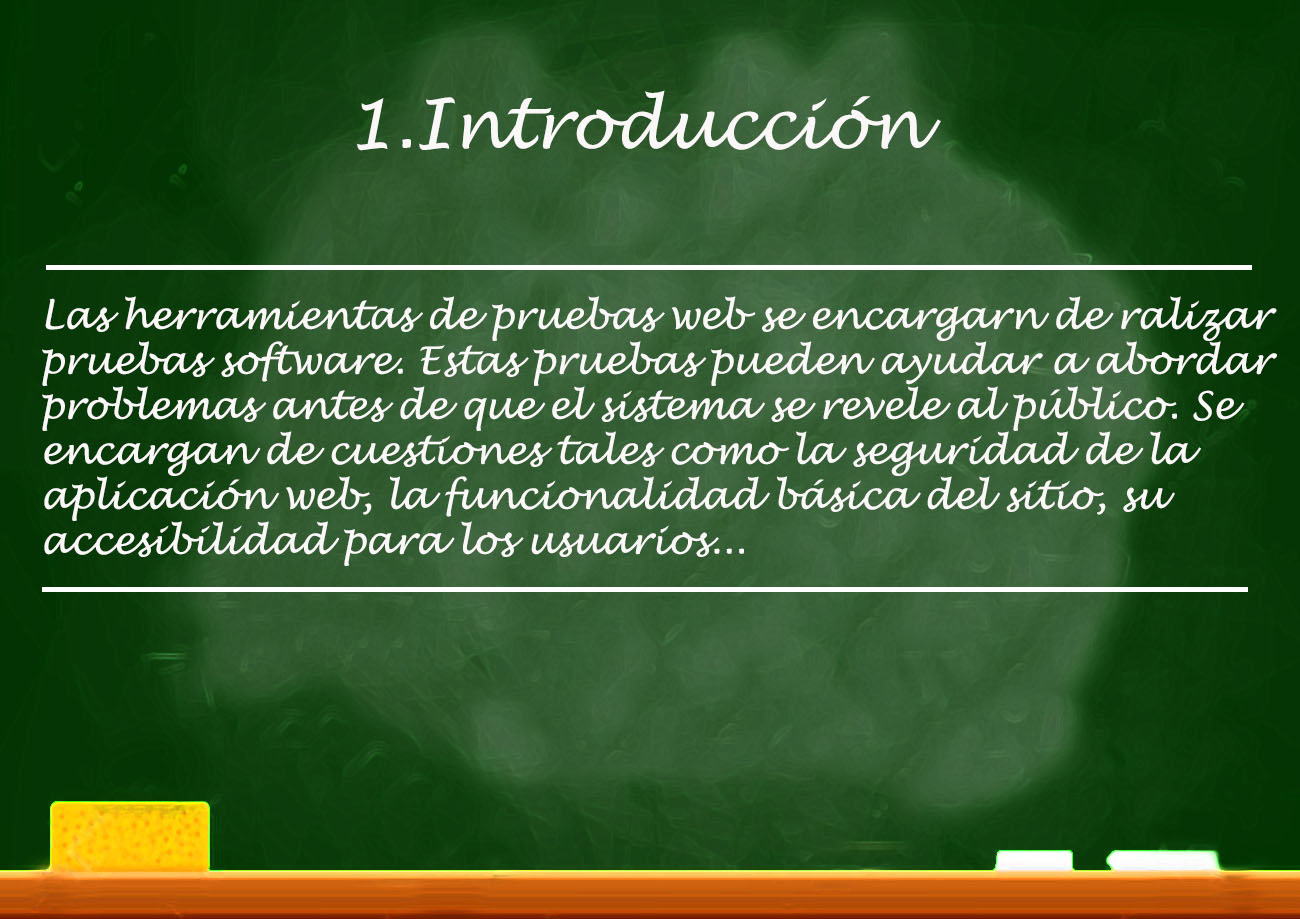 1.Introducción
Las herramientas de pruebas web se encargarn de ralizar
pruebas software. Estas pruebas pueden ayudar a abordar
problemas antes de que el sistema se revele al público. Se
encargan de cuestiones tales como la seguridad de la
aplicación web, la funcionalidad básica del sitio, su
accesibilidad para los usuarios...